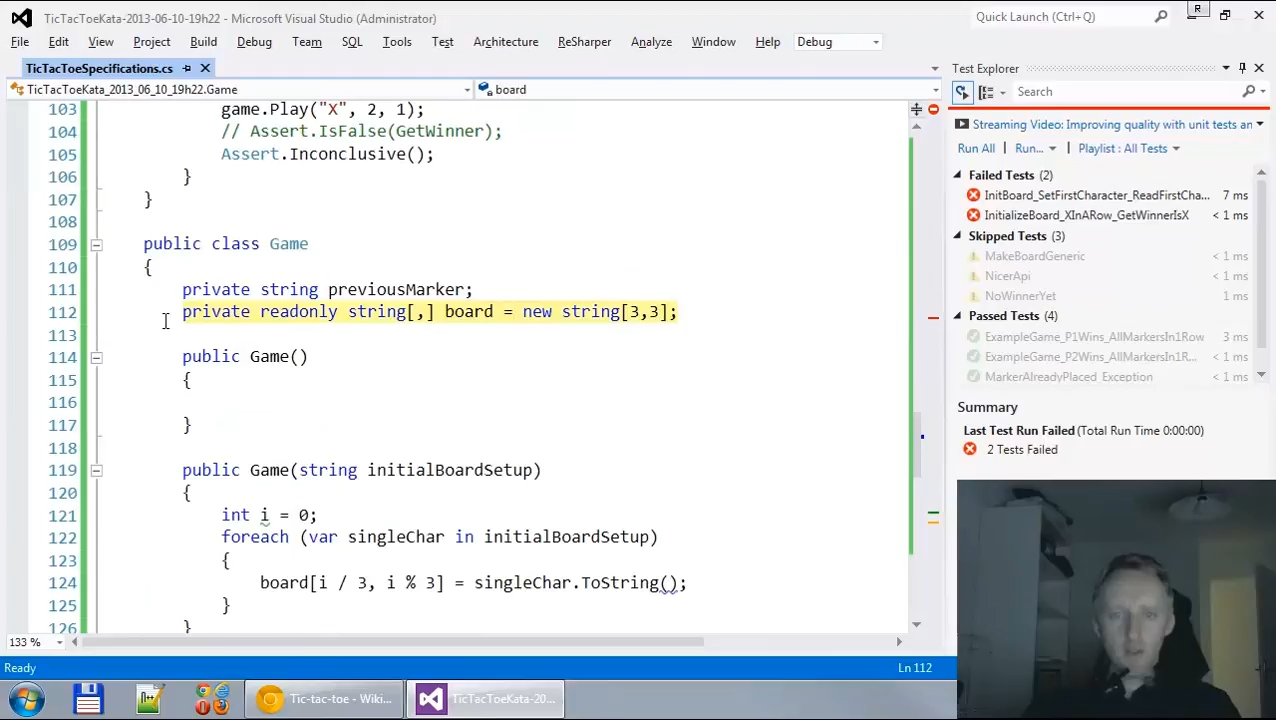 TicTacToeKata-2013-06-10-19h22 - Microsoft Visual Studio (Administrator)
Quick Launch (Ctrl+Q)
R
File Edit View Project Build Debug Team SQL Tools Test Architecture ReSharper Analyze Window Help Debug
TicTacToeSpecifications.cs
TicTacToeKata_2013_06_10_19h22.Game
board
103 game.Play("X", 2, 1);
104 // Assert.IsFalse(GetWinner);
105 Assert.Inconclusive();
106 }
107 }
108
109 public class Game
110 {
111 private string previousMarker;
112 private readonly string[,] board = new string[3,3];
113
114 public Game()
115 {
116
117 }
118
119 public Game(string initialBoardSetup)
120 {
121 int i = 0;
122 foreach (var singleChar in initialBoardSetup)
123 {
124 board[i / 3, i % 3] = singleChar.ToString();
125 }
126 }
133 %
Ready
Ln 112
Test Explorer
Search
Streaming Video: Improving quality with unit tests an
Run All Run... Playlist : All Tests
Failed Tests (2)
InitBoard_SetFirstCharacter_ReadFirstCha... 7 ms
InitializeBoard_XInARow_GetWinnerIsX < 1 ms
Skipped Tests (3)
MakeBoardGeneric < 1 ms
NicerApi < 1 ms
NoWinnerYet < 1 ms
Passed Tests (4)
ExampleGame_P1Wins_AllMarkersIn1Row 3 ms
ExampleGame_P2Wins_AllMarkersIn1R... < 1 ms
MarkerAlreadyPlaced_Exception < 1 ms
Summary
Last Test Run Failed (Total Run Time 0:00:00)
2 Tests Failed
Tic-tac-toe - Wiki...
TicTacToeKata-20...